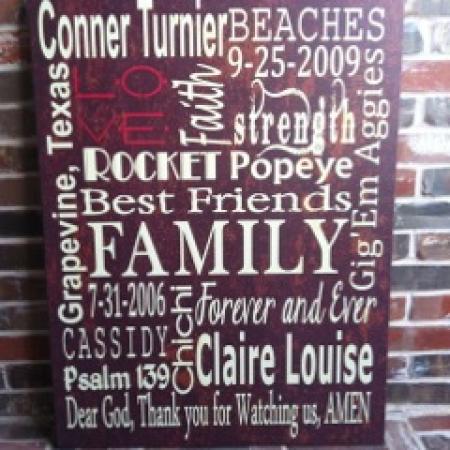 Conner Turnier
BEACHES
9-25-2009
LOVE
Faith
strength
Grapevine, Texas
Gig'Em Aggies
ROCKET Popeye
Best Friends
FAMILY
7-31-2006
Chichi
Forever and Ever
CASSIDY
Claire Louise
Psalm 139
Dear God, Thank you for Watching us, AMEN